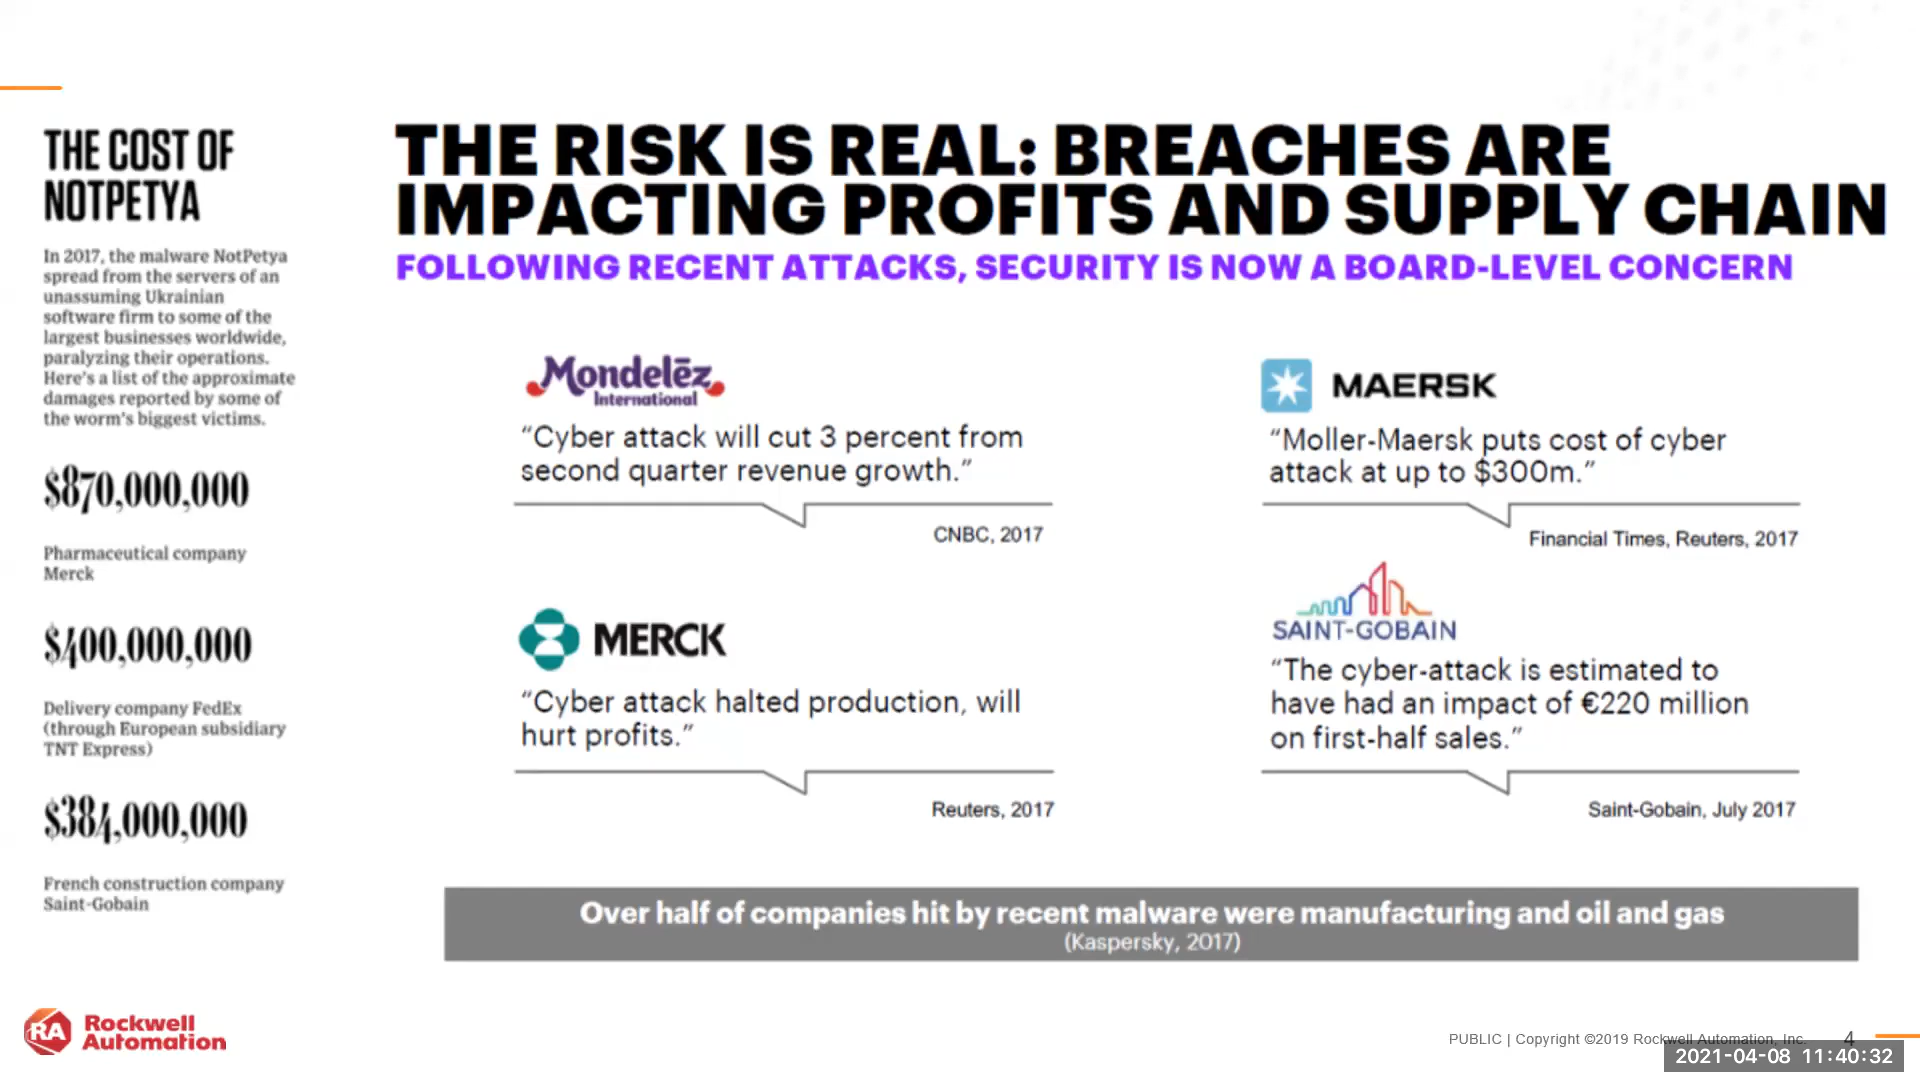 THE COST OF
NOTPETYA
In 2017, the malware NotPetya
spread from the servers of an
unassuming Ukrainian
software firm to some of the
largest businesses worldwide,
paralyzing their operations.
Here's a list of the approximate
damages reported by some of
the worm's biggest victims.
$870,000,000
Pharmaceutical company
Merck
$400,000,000
Delivery company FedEx
(through European subsidiary
TNT Express)
$384,000,000
French construction company
Saint-Gobain
THE RISK IS REAL: BREACHES ARE
IMPACTING PROFITS AND SUPPLY CHAIN
FOLLOWING RECENT ATTACKS, SECURITY IS NOW A BOARD-LEVEL CONCERN
Mondelēz
International
“Cyber attack will cut 3 percent from
second quarter revenue growth.”
CNBC, 2017
MAERSK
“Moller-Maersk puts cost of cyber
attack at up to $300m.”
Financial Times, Reuters, 2017
MERCK
“Cyber attack halted production, will
hurt profits.”
Reuters, 2017
SAINT-GOBAIN
“The cyber-attack is estimated to
have had an impact of €220 million
on first-half sales.”
Saint-Gobain, July 2017
Over half of companies hit by recent malware were manufacturing and oil and gas
(Kaspersky, 2017)
RA Rockwell
Automation
PUBLIC | Copyright ©2019 Rockwell Automation, Inc. 4
2021-04-08 11:40:32